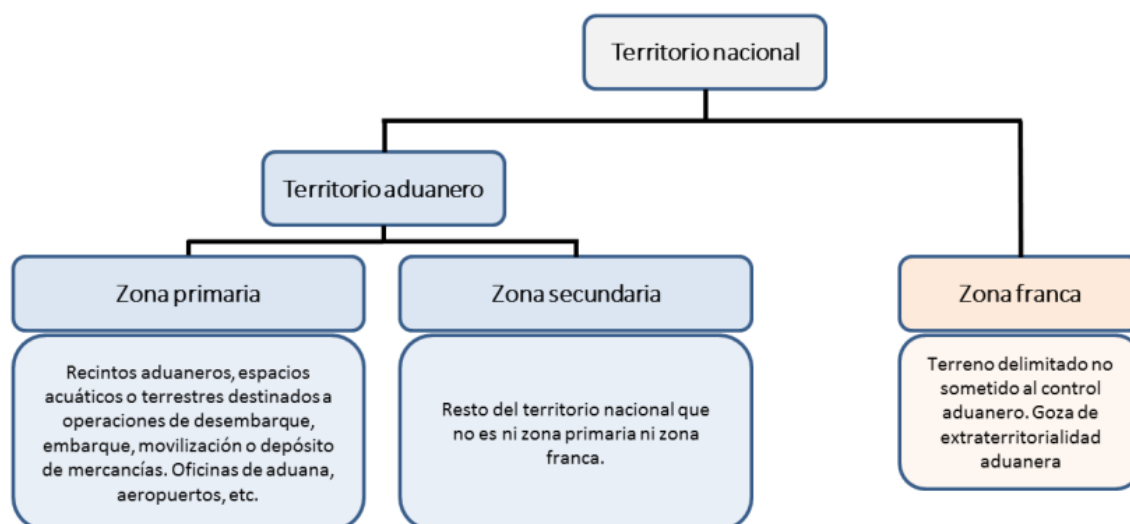 Territorio nacional
Territorio aduanero
Zona primaria
Recintos aduaneros, espacios
acuáticos o terrestres destinados a
operaciones de desembarque,
embarque, movilización o depósito
de mercancías. Oficinas de aduana,
aeropuertos, etc.
Zona secundaria
Resto del territorio nacional que
no es ni zona primaria ni zona
franca.
Zona franca
Terreno delimitado no
sometido al control
aduanero. Goza de
extraterritorialidad
aduanera